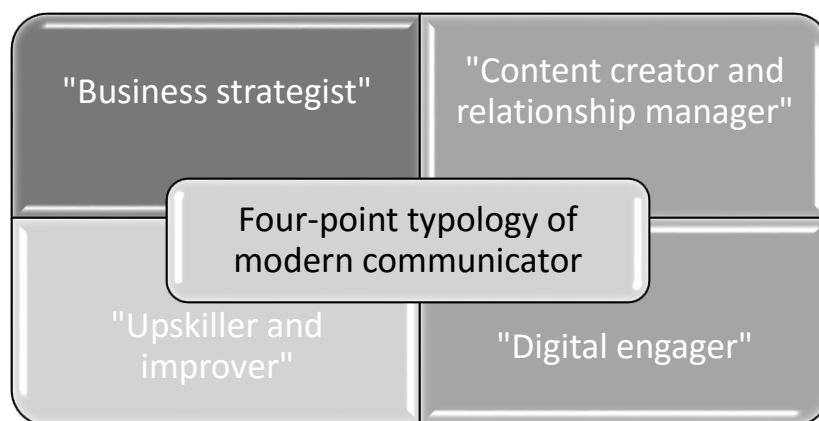 "Business strategist"
"Content creator and
relationship manager"
Four-point typology of
modern communicator
"Upskiller and
improver"
"Digital engager"